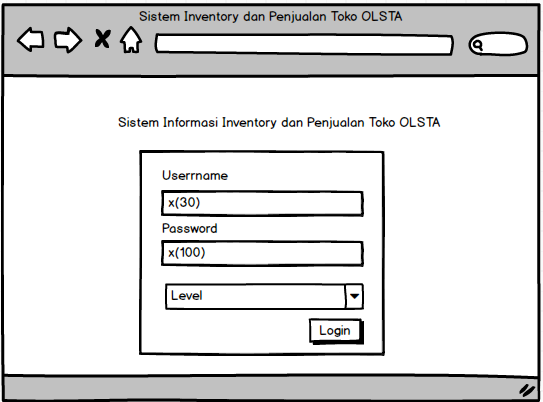 Sistem Inventory dan Penjualan Toko OLSTA
Sistem Informasi Inventory dan Penjualan Toko OLSTA
Userrname
x(30)
Password
x(100)
Level
Login